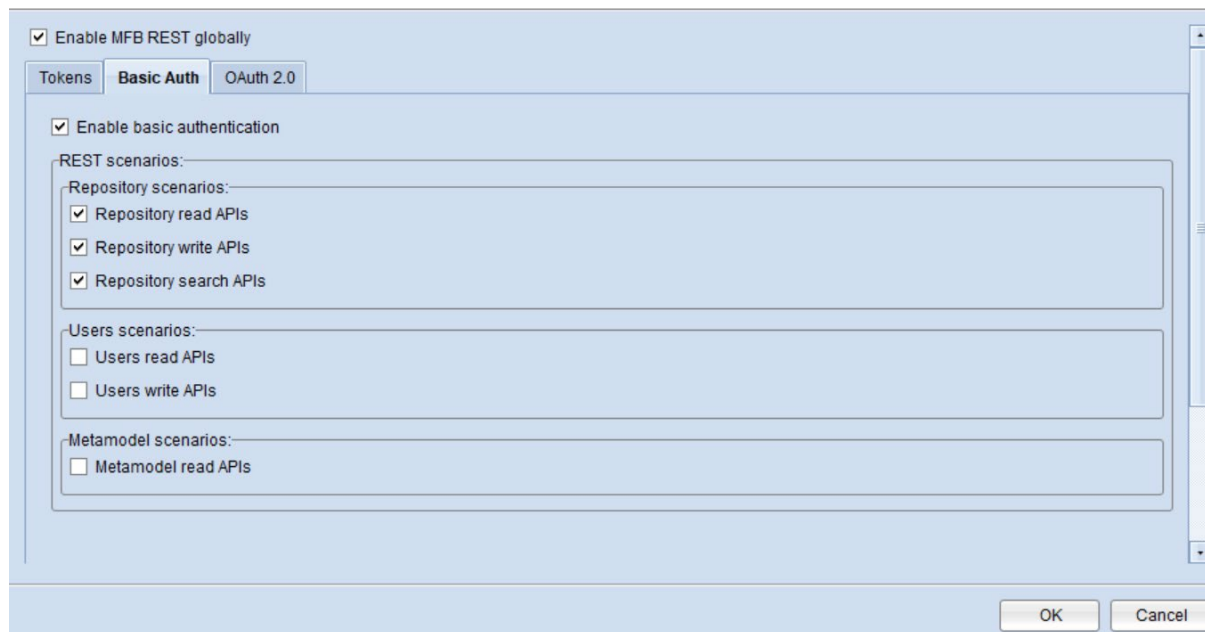 Enable MFB REST globally
Tokens Basic Auth OAuth 2.0
Enable basic authentication
REST scenarios:
Repository scenarios:
Repository read APIs
Repository write APIs
Repository search APIs
Users scenarios:
Users read APIs
Users write APIs
Metamodel scenarios:
Metamodel read APIs
OK Cancel